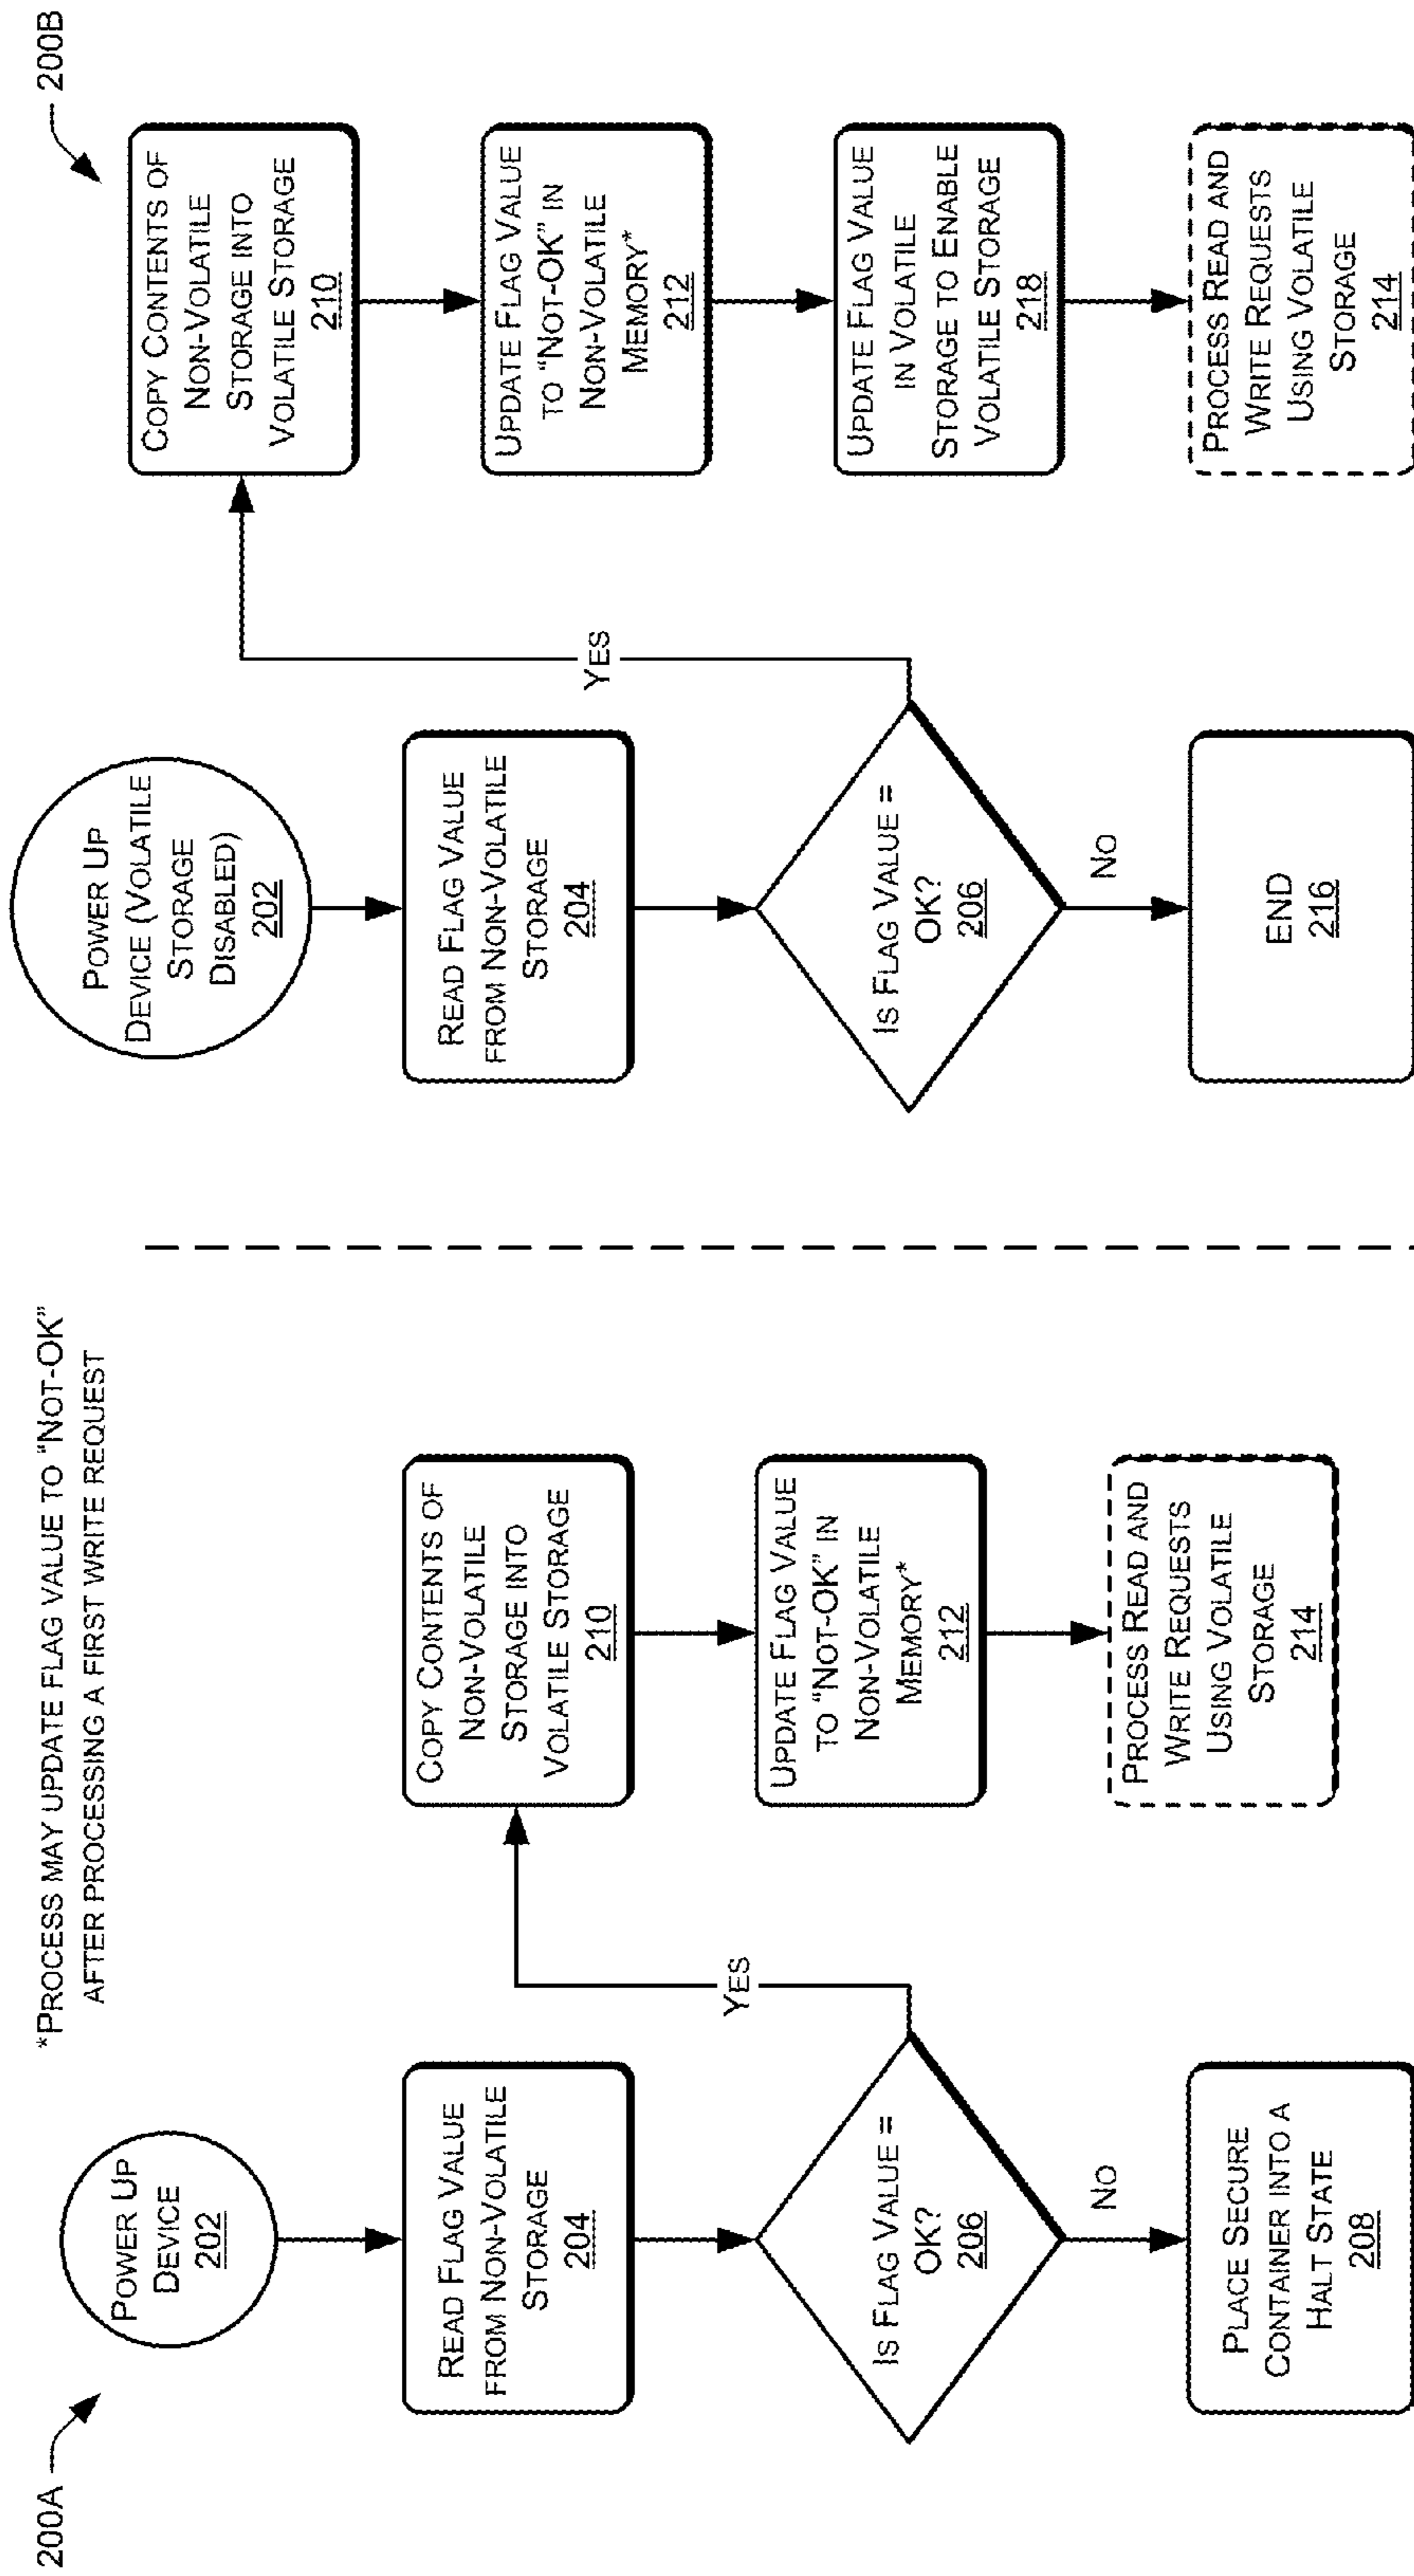 200A
*PROCESS MAY UPDATE FLAG VALUE TO "NOT-OK"
AFTER PROCESSING A FIRST WRITE REQUEST
POWER UP
DEVICE
202
READ FLAG VALUE
FROM NON-VOLATILE
STORAGE
204
IS FLAG VALUE =
OK?
206
NO
PLACE SECURE
CONTAINER INTO A
HALT STATE
208
YES
COPY CONTENTS OF
NON-VOLATILE
STORAGE INTO
VOLATILE STORAGE
210
UPDATE FLAG VALUE
TO "NOT-OK" IN
NON-VOLATILE
MEMORY*
212
PROCESS READ AND
WRITE REQUESTS
USING VOLATILE
STORAGE
214
200B
POWER UP
DEVICE (VOLATILE
STORAGE
DISABLED)
202
READ FLAG VALUE
FROM NON-VOLATILE
STORAGE
204
IS FLAG VALUE =
OK?
206
NO
END
216
YES
COPY CONTENTS OF
NON-VOLATILE
STORAGE INTO
VOLATILE STORAGE
210
UPDATE FLAG VALUE
TO "NOT-OK" IN
NON-VOLATILE
MEMORY*
212
UPDATE FLAG VALUE
IN VOLATILE
STORAGE TO ENABLE
VOLATILE STORAGE
218
PROCESS READ AND
WRITE REQUESTS
USING VOLATILE
STORAGE
214